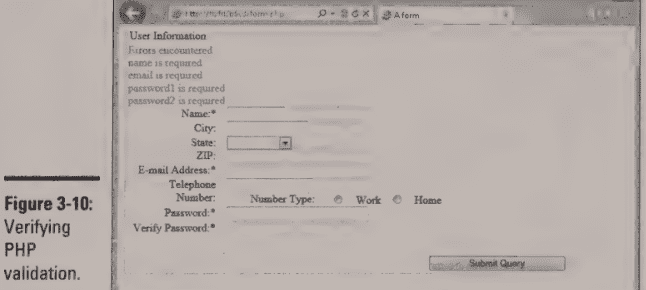 A form
User Information
Errors encountered
name is required
email is required
password1 is required
password2 is required
Name:*
City:
State:
ZIP:
E-mail Address:*
Telephone
Number: Number Type: Work Home
Password:*
Verify Password:*
Submit Query
Figure 3-10:
Verifying
PHP
validation.